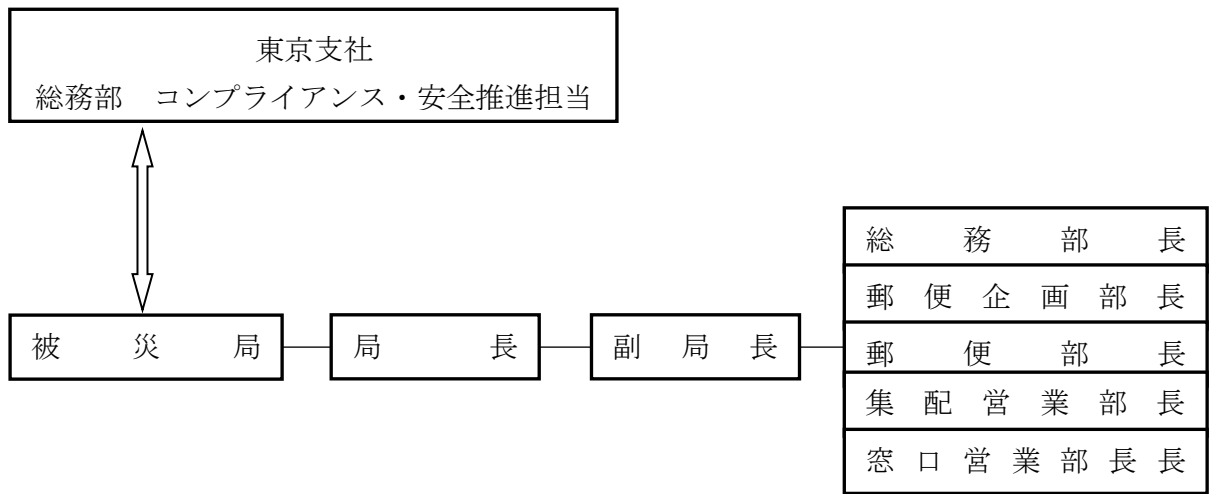 東京支社
総務部　コンプライアンス・安全推進担当
総務部長
郵便企画部長
被災局
局長
副局長
郵便部長
集配営業部長
窓口営業部長長